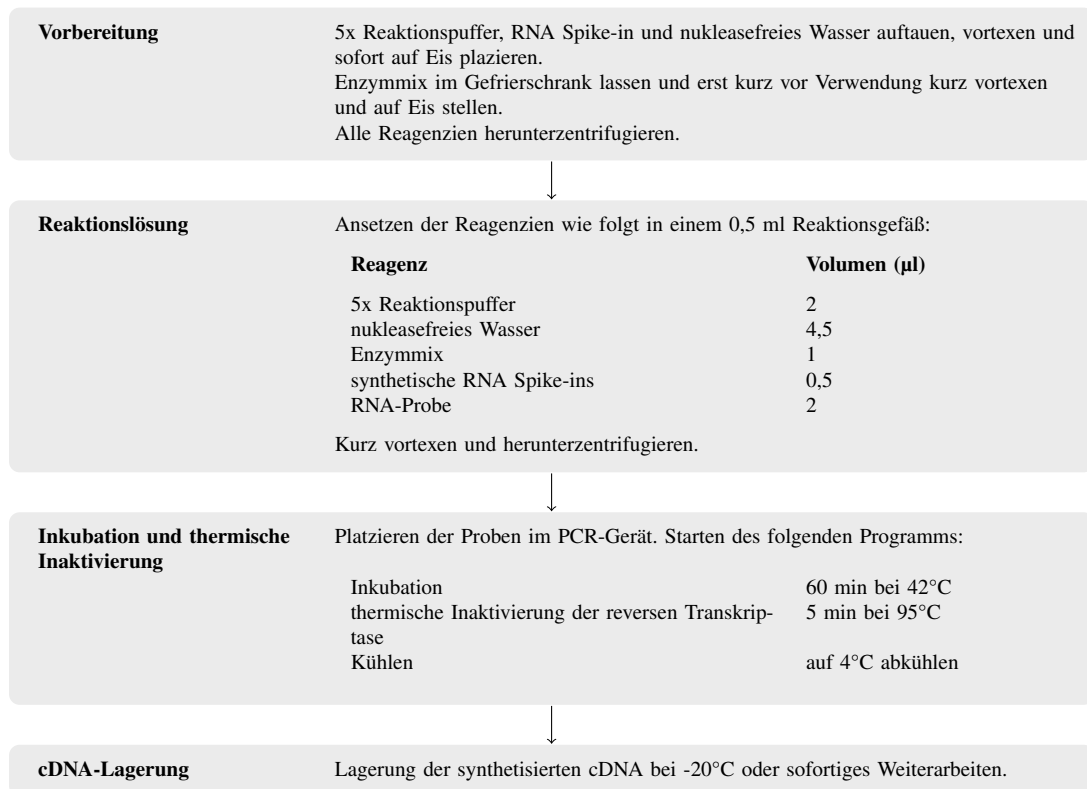 Vorbereitung
5x Reaktionspuffer, RNA Spike-in und nukleasefreies Wasser auftauen, vortexen und
sofort auf Eis plazieren.
Enzymmix im Gefrierschrank lassen und erst kurz vor Verwendung kurz vortexen
und auf Eis stellen.
Alle Reagenzien herunterzentrifugieren.
Reaktionslösung
Ansetzen der Reagenzien wie folgt in einem 0,5 ml Reaktionsgefäß:
Reagenz Volumen (µl)
5x Reaktionspuffer 2
nukleasefreies Wasser 4,5
Enzymmix 1
synthetische RNA Spike-ins 0,5
RNA-Probe 2
Kurz vortexen und herunterzentrifugieren.
Inkubation und thermische
Inaktivierung
Platzieren der Proben im PCR-Gerät. Starten des folgenden Programms:
Inkubation 60 min bei 42°C
thermische Inaktivierung der reversen Transkrip- 5 min bei 95°C
tase
Kühlen auf 4°C abkühlen
cDNA-Lagerung
Lagerung der synthetisierten cDNA bei -20°C oder sofortiges Weiterarbeiten.